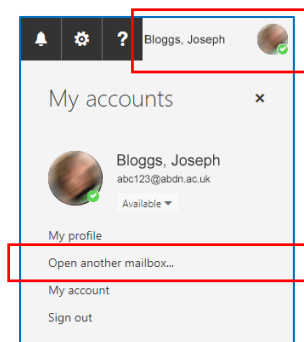 ? Bloggs, Joseph
My accounts ×
Bloggs, Joseph
abc123@abdn.ac.uk
Available
My profile
Open another mailbox...
My account
Sign out